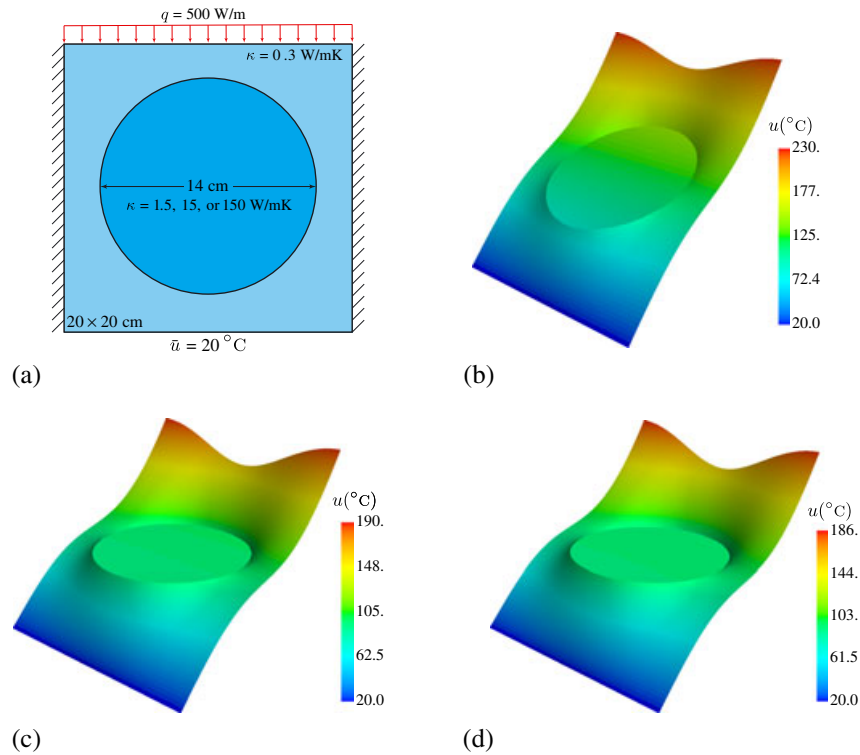 q = 500 W/m
κ = 0.3 W/mK
14 cm
κ = 1.5, 15, or 150 W/mK
20 × 20 cm
ū = 20 °C
(a)
u(°C)
230.
177.
125.
72.4
20.0
(b)
u(°C)
190.
148.
105.
62.5
20.0
(c)
u(°C)
186.
144.
103.
61.5
20.0
(d)